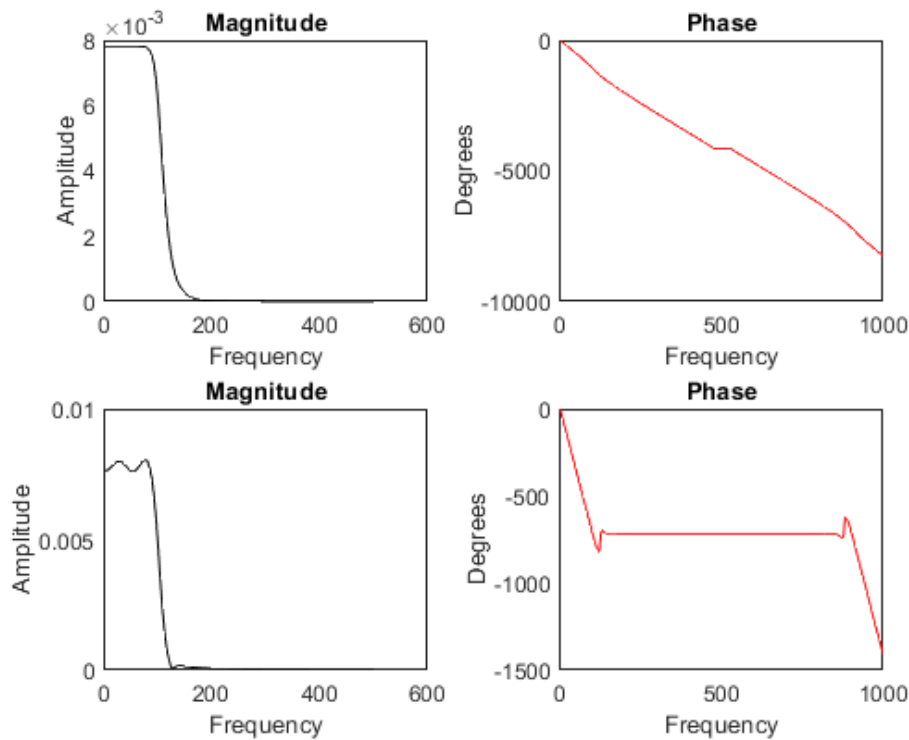 Magnitude
×10⁻³
8
6
4
2
0
0 200 400 600
Amplitude
Frequency
Phase
0
-5000
-10000
0 500 1000
Degrees
Frequency
Magnitude
0.01
0.005
0
0 200 400 600
Amplitude
Frequency
Phase
0
-500
-1000
-1500
0 500 1000
Degrees
Frequency